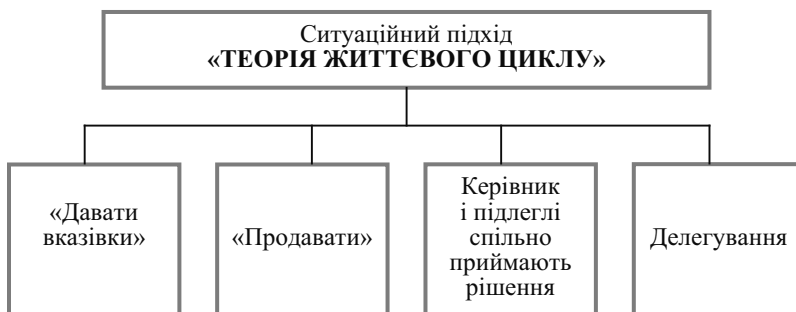 Ситуаційний підхід
«ТЕОРІЯ ЖИТТЄВОГО ЦИКЛУ»
«Давати
вказівки»
«Продавати»
Керівник
і підлеглі
спільно
приймають
рішення
Делегування